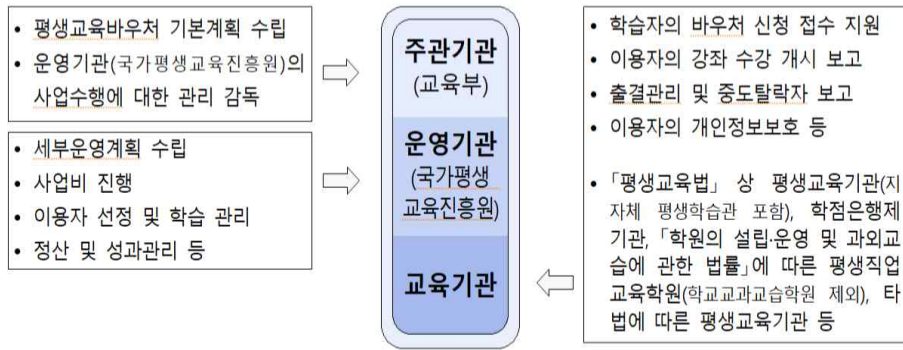 • 평생교육바우처 기본계획 수립
• 운영기관(국가평생교육진흥원)의
사업수행에 대한 관리 감독
• 세부운영계획 수립
• 사업비 진행
• 이용자 선정 및 학습 관리
• 정산 및 성과관리 등
주관기관
(교육부)
운영기관
(국가평생
교육진흥원)
교육기관
• 학습자의 바우처 신청 접수 지원
• 이용자의 강좌 수강 개시 보고
• 출결관리 및 중도탈락자 보고
• 이용자의 개인정보보호 등
• 「평생교육법」 상 평생교육기관(지
자체 평생학습관 포함), 학점은행제
기관, 「학원의 설립·운영 및 과외교
습에 관한 법률」에 따른 평생직업
교육학원(학교교과교습학원 제외), 타
법에 따른 평생교육기관 등